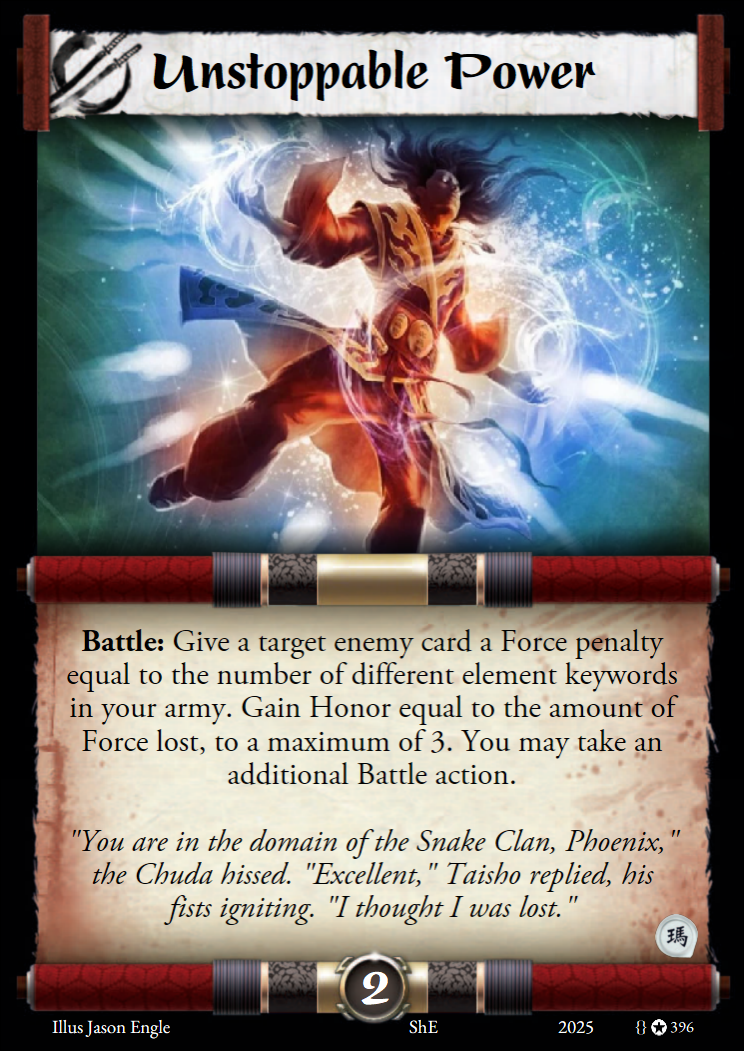 Unstoppable Power
Battle: Give a target enemy card a Force penalty
equal to the number of different element keywords
in your army. Gain Honor equal to the amount of
Force lost, to a maximum of 3. You may take an
additional Battle action.
"You are in the domain of the Snake Clan, Phoenix,"
the Chuda hissed. "Excellent," Taisho replied, his
fists igniting. "I thought I was lost."
瑪
2
Illus Jason Engle ShE 2025 {} ✪ 396